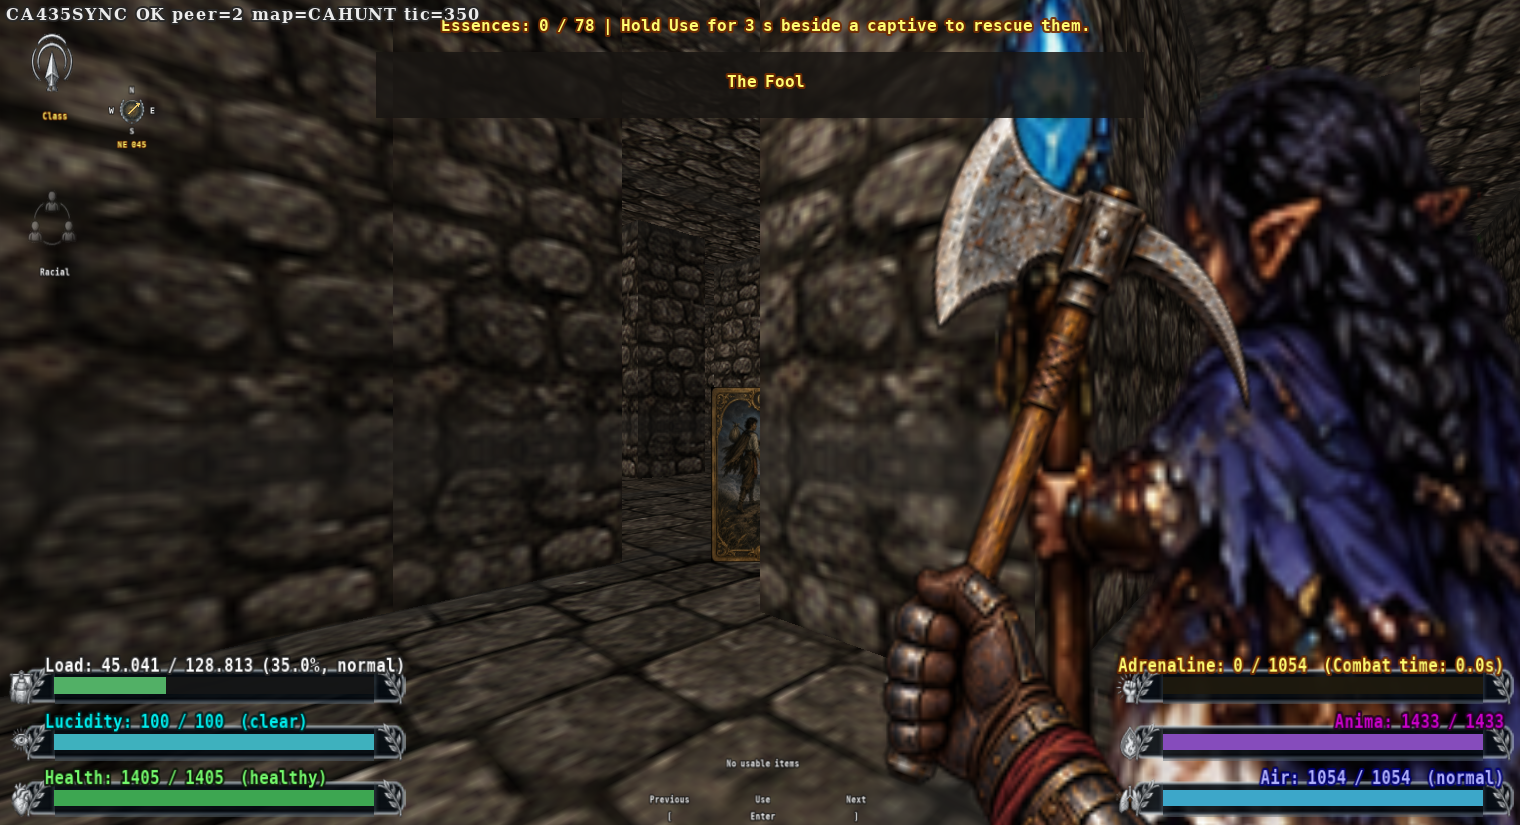 CA435SYNC OK peer=2 map=CAHUNT tic=350
Essences: 0 / 78 | Hold Use for 3 s beside a captive to rescue them.
The Fool
Class
N
W E
S
NE 045
Racial
Load: 45.041 / 128.813 (35.0%, normal)
Lucidity: 100 / 100 (clear)
Health: 1405 / 1405 (healthy)
Adrenaline: 0 / 1054 (Combat time: 0.0s)
Anima: 1433 / 1433
Air: 1054 / 1054 (normal)
No usable items
Previous Use Next
[ Enter ]